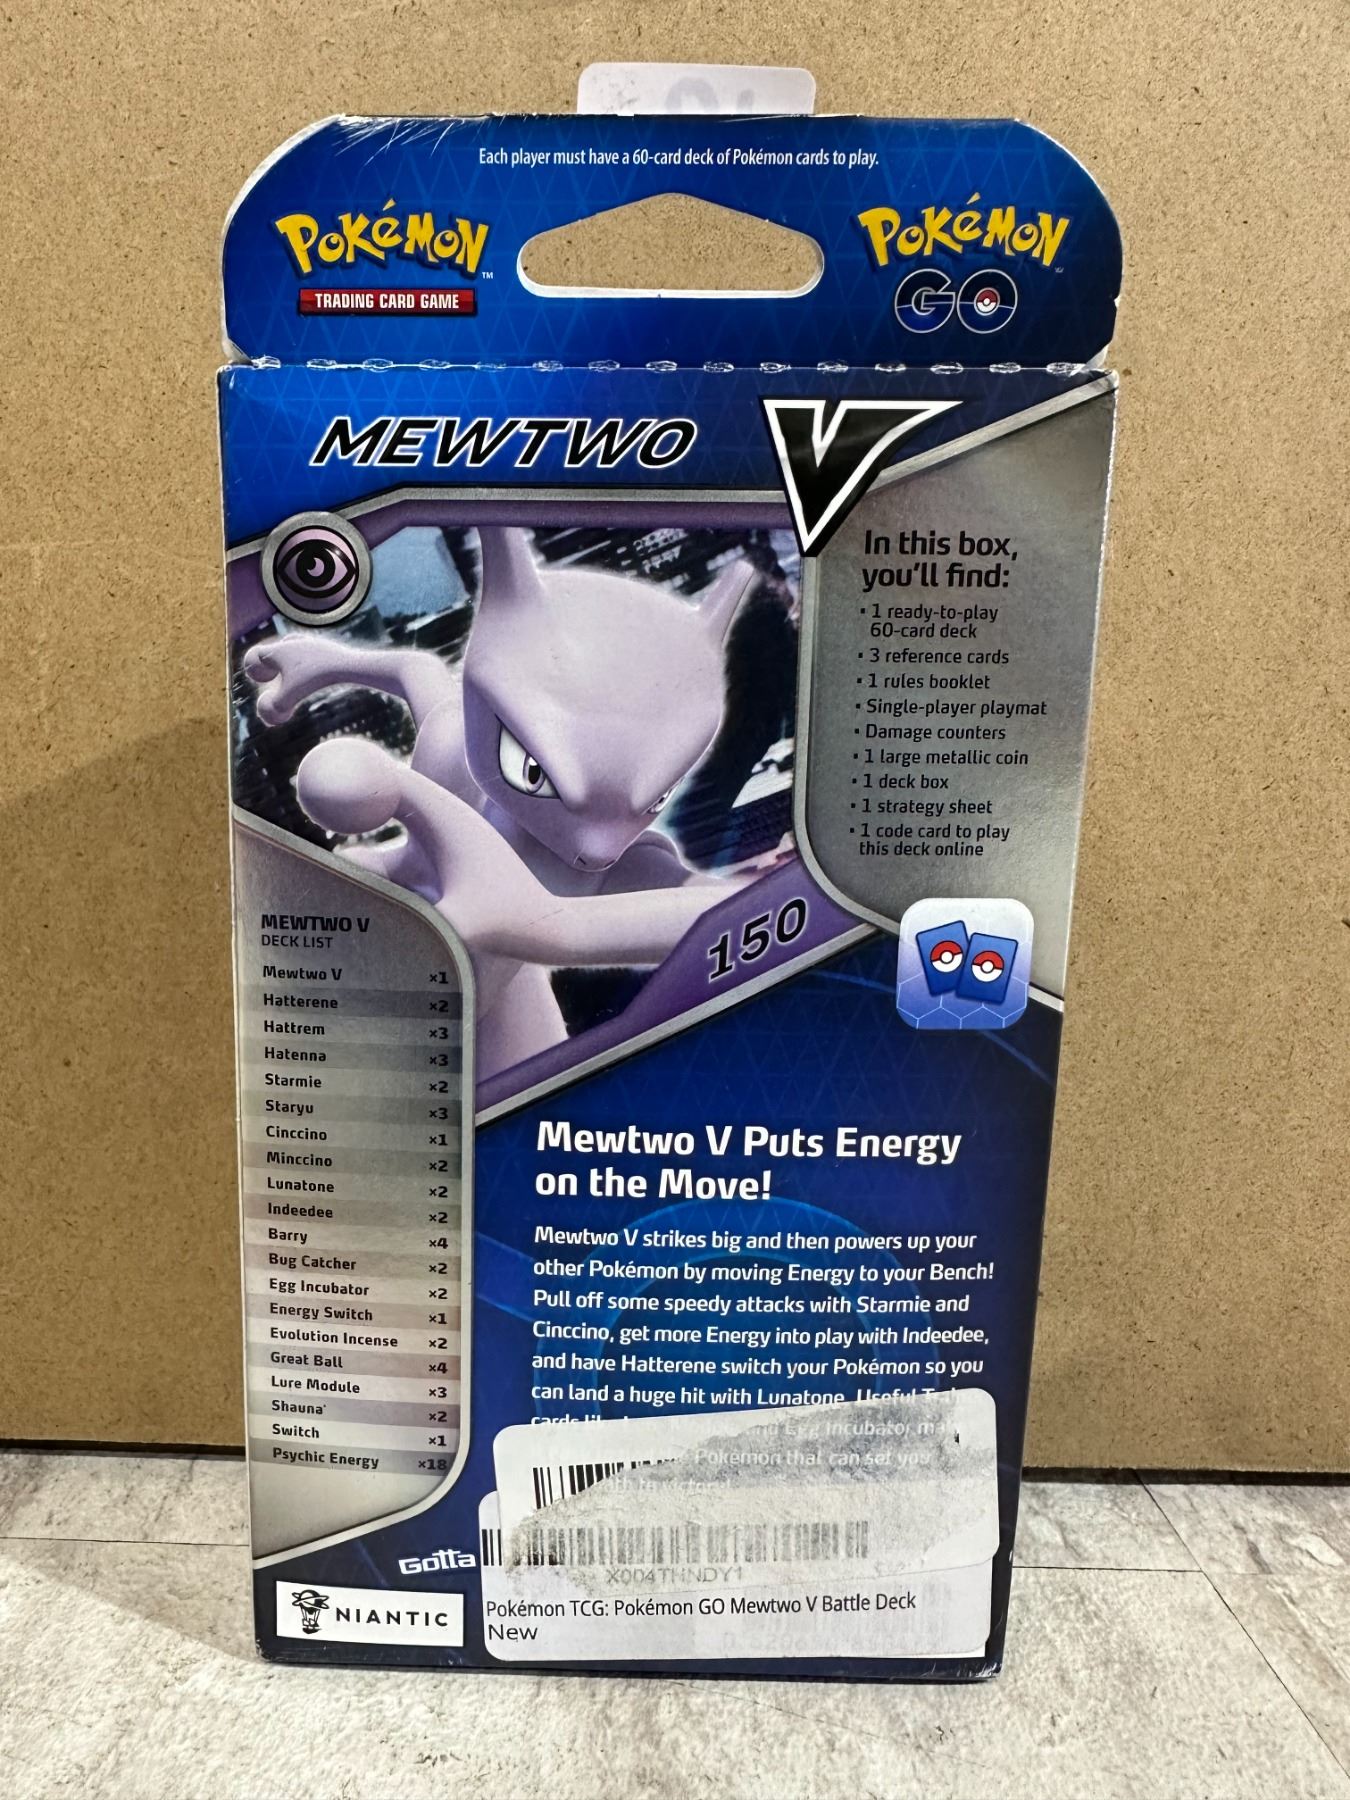 Each player must have a 60-card deck of Pokémon cards to play.
POKéMON
TM
TRADING CARD GAME
POKéMON
GO
MEWTWO V
In this box,
you'll find:
▪ 1 ready-to-play
60-card deck
▪ 3 reference cards
▪ 1 rules booklet
▪ Single-player playmat
▪ Damage counters
▪ 1 large metallic coin
▪ 1 deck box
▪ 1 strategy sheet
▪ 1 code card to play
this deck online
150
MEWTWO V
DECK LIST
Mewtwo V ×1
Hatterene ×2
Hattrem ×3
Hatenna ×3
Starmie ×2
Staryu ×3
Cinccino ×1
Minccino ×2
Lunatone ×2
Indeedee ×2
Barry ×4
Bug Catcher ×2
Egg Incubator ×2
Energy Switch ×1
Evolution Incense ×2
Great Ball ×4
Lure Module ×3
Shauna ×2
Switch ×1
Psychic Energy ×18
Mewtwo V Puts Energy
on the Move!
Mewtwo V strikes big and then powers up your
other Pokémon by moving Energy to your Bench!
Pull off some speedy attacks with Starmie and
Cinccino, get more Energy into play with Indeedee,
and have Hatterene switch your Pokémon so you
can land a huge hit with Lunatone. Useful
cards Egg Incubator
Pokémon that can set you
Gotta
NIANTIC
X004THNDY1
Pokémon TCG: Pokémon GO Mewtwo V Battle Deck
New